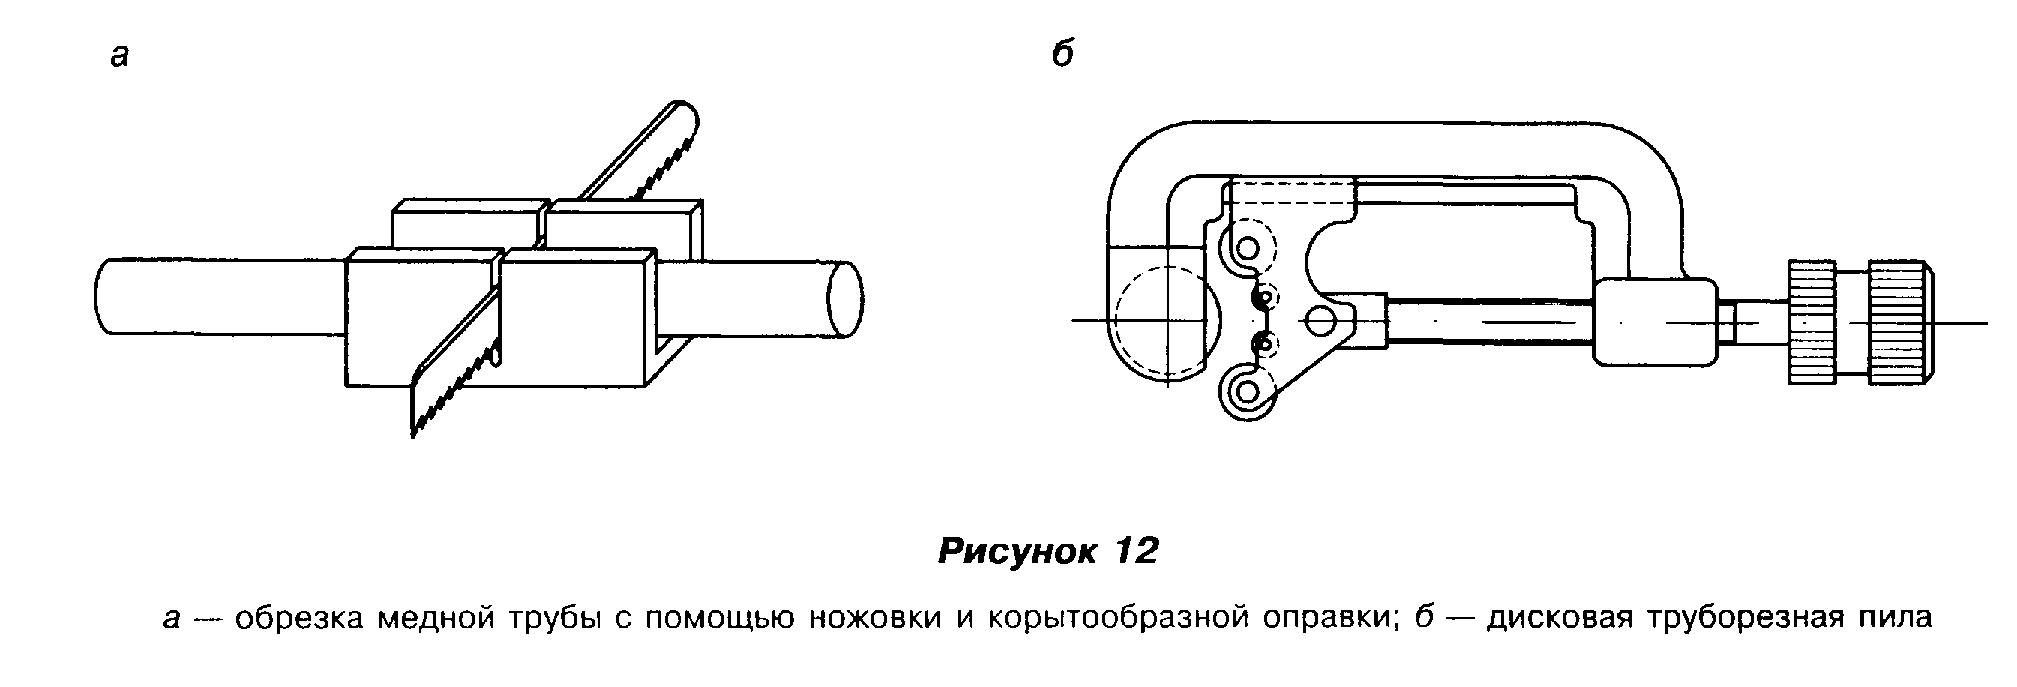 а
б
Рисунок 12
а — обрезка медной трубы с помощью ножовки и корытообразной оправки; б — дисковая труборезная пила